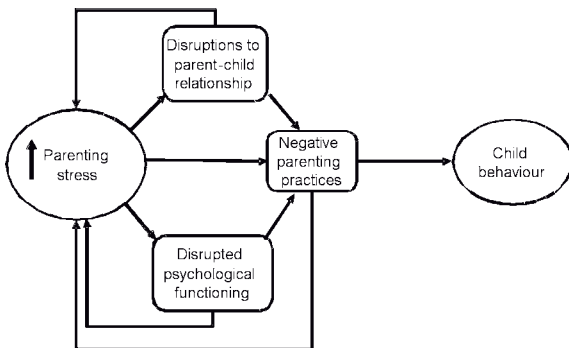 Disruptions to
parent-child
relationship
Parenting
stress
Negative
parenting
practices
Child
behaviour
Disrupted
psychological
functioning